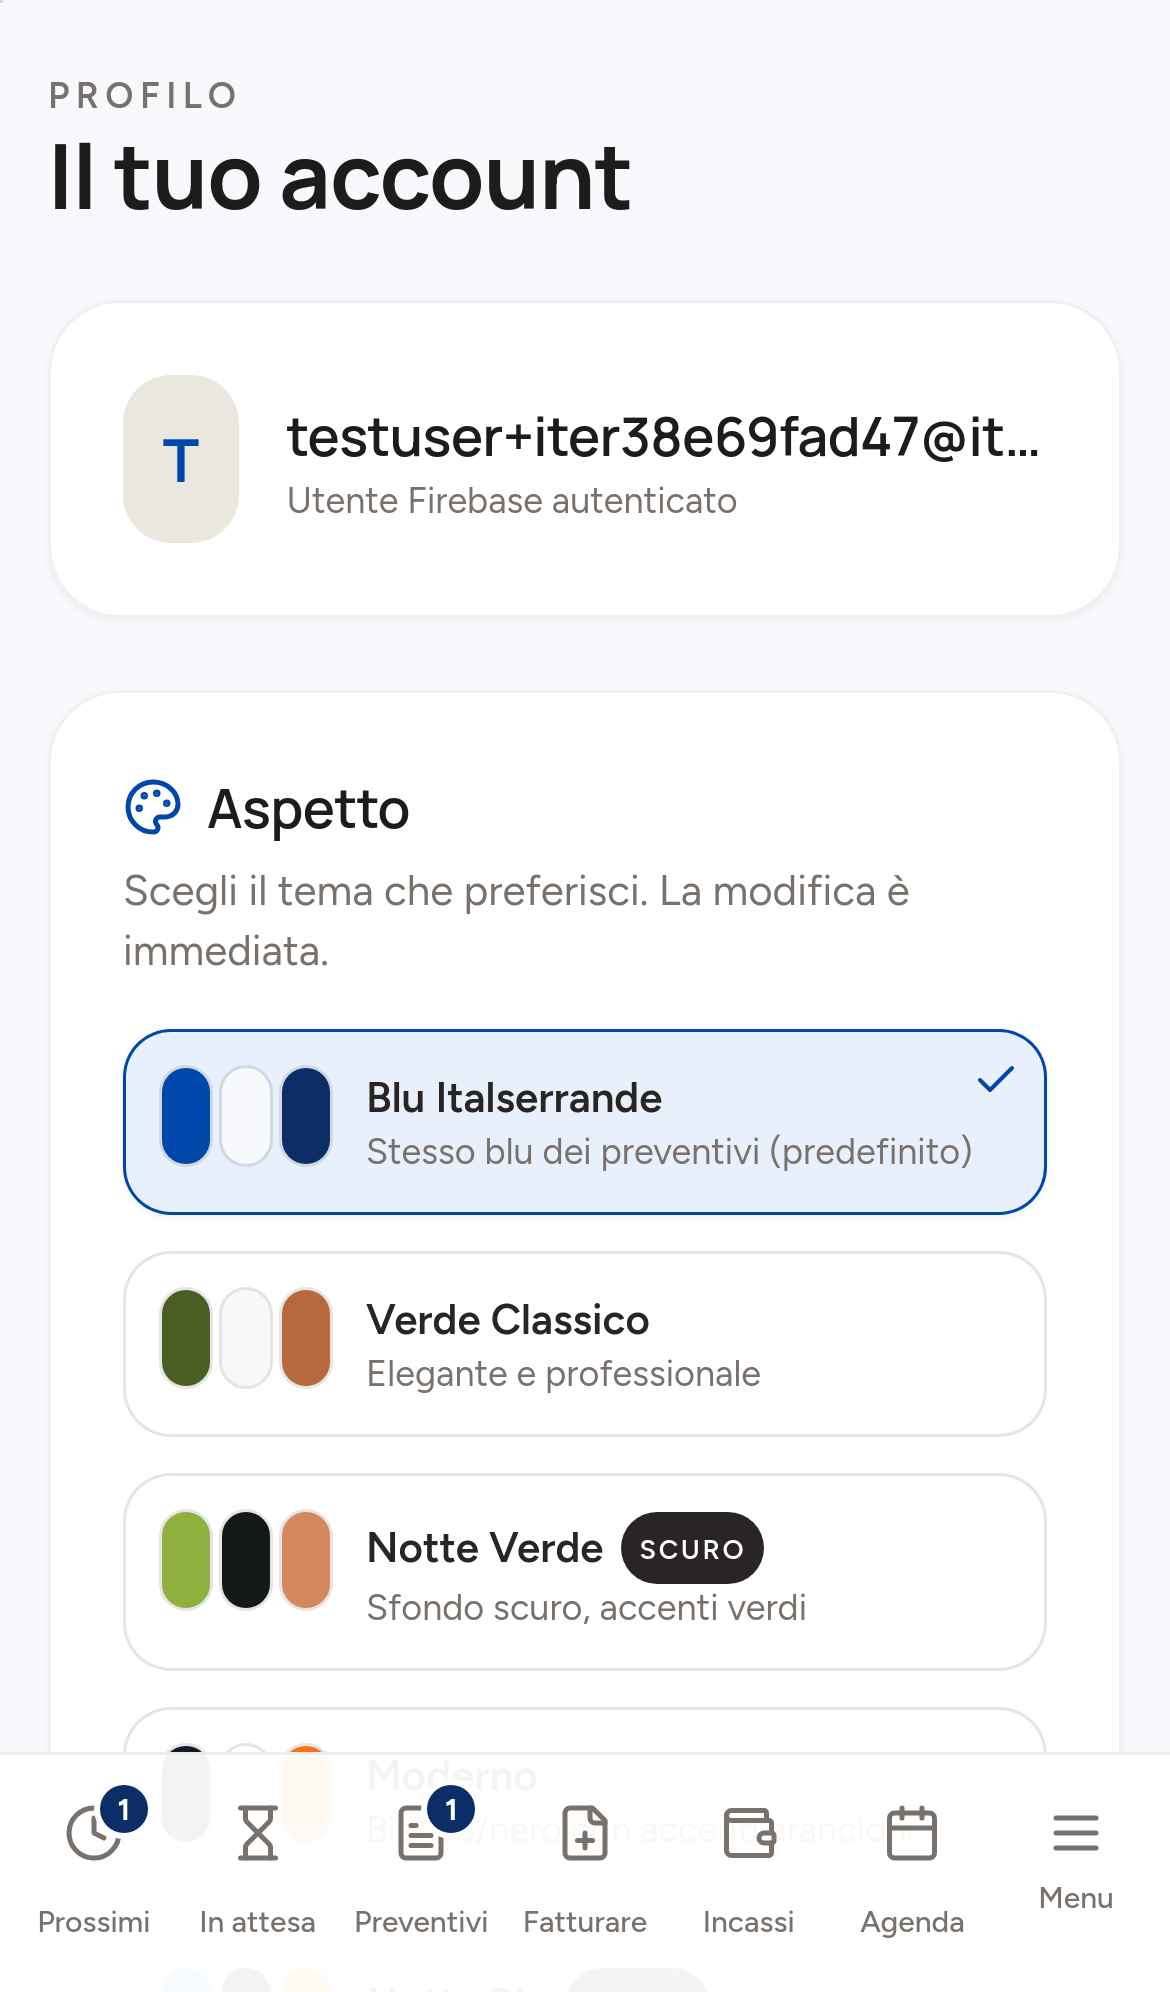 PROFILO
Il tuo account
T
testuser+iter38e69fad47@it...
Utente Firebase autenticato
Aspetto
Scegli il tema che preferisci. La modifica è
immediata.
Blu Italserrande
Stesso blu dei preventivi (predefinito)
Verde Classico
Elegante e professionale
Notte Verde SCURO
Sfondo scuro, accenti verdi
Moderno
1 1
Prossimi In attesa Preventivi Fatturare Incassi Agenda Menu